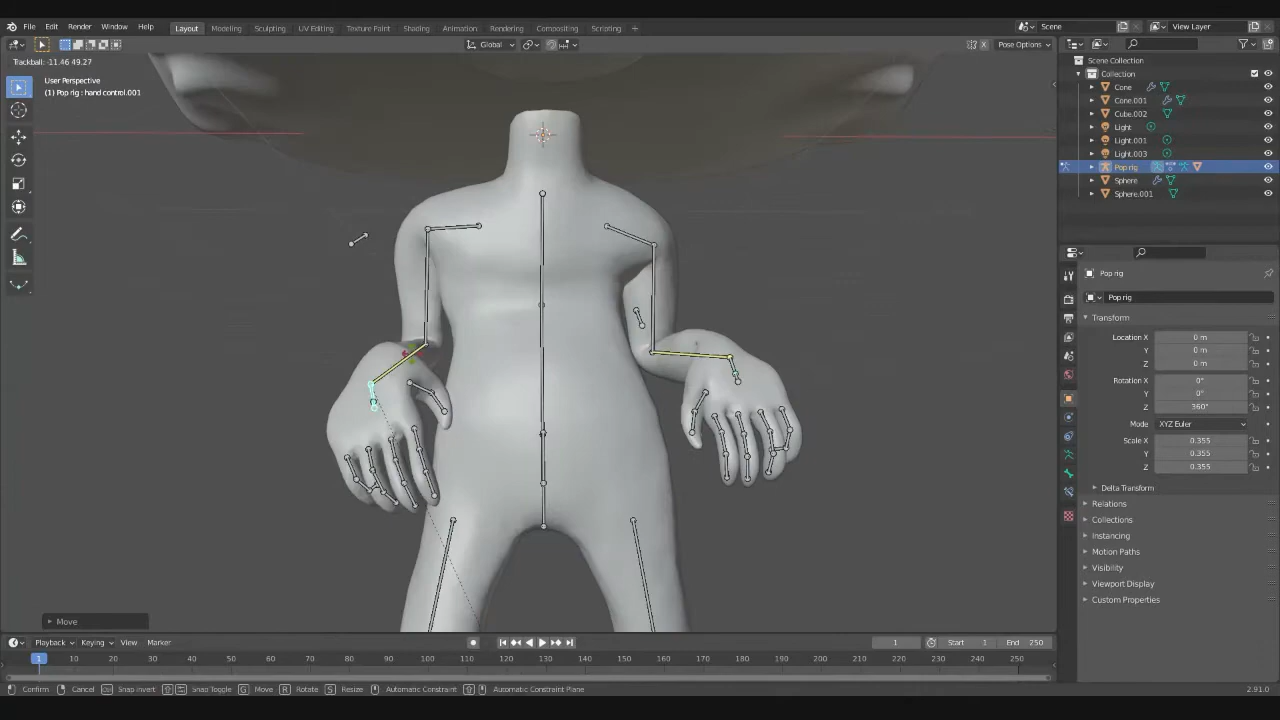 File Edit Render Window Help Layout Modeling Sculpting UV Editing Texture Paint Shading Animation Rendering Compositing Scripting + Scene View Layer
Global X Pose Options
Trackball: -11.46 49.27
User Perspective
(1) Pop rig : hand control.001
Scene Collection
Collection
Cone
Cone.001
Cube.002
Light
Light.001
Light.003
Pop rig
Sphere
Sphere.001
Pop rig
Pop rig
Transform
Location X 0 m
Y 0 m
Z 0 m
Rotation X 0°
Y 0°
Z 360°
Mode XYZ Euler
Scale X 0.355
Y 0.355
Z 0.355
Delta Transform
Relations
Collections
Instancing
Motion Paths
Visibility
Viewport Display
Custom Properties
Move
Playback Keying View Marker 1 Start 1 End 250
1 10 20 30 40 50 60 70 80 90 100 110 120 130 140 150 160 170 180 190 200 210 220 230 240 250
Confirm Cancel Ctrl Snap Invert Snap Toggle G Move R Rotate S Resize Automatic Constraint Automatic Constraint Plane 2.91.0